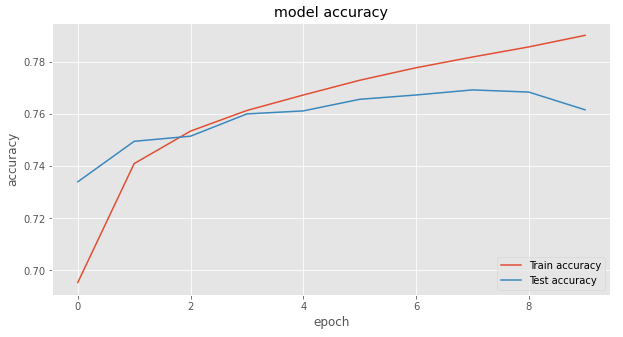 model accuracy
0.78
0.76
0.74
0.72
0.70
accuracy
0 2 4 6 8
epoch
Train accuracy
Test accuracy